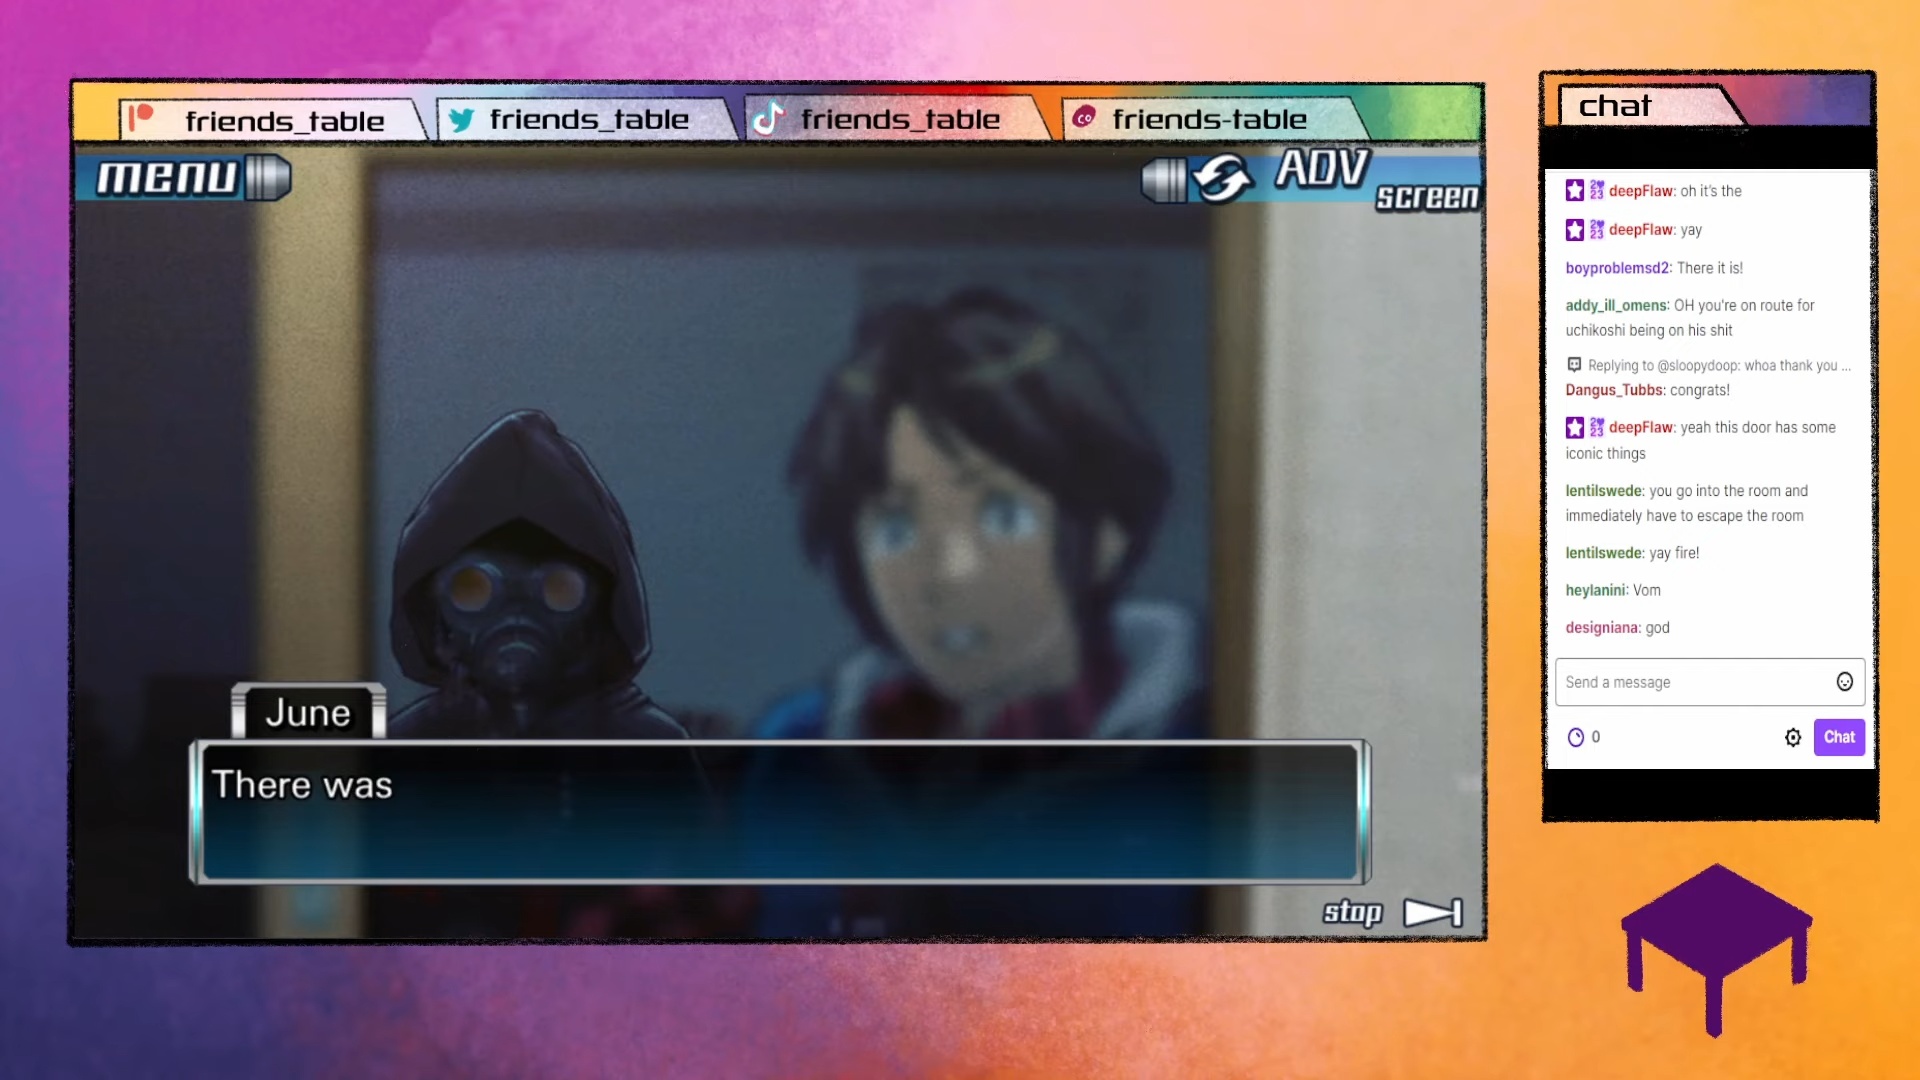 friends_table
friends_table
friends_table
friends-table
menu
ADV
screen
June
There was
stop
chat
deepFlaw: oh it's the
deepFlaw: yay
boyproblemsd2: There it is!
addy_ill_omens: OH you're on route for
uchikoshi being on his shit
Replying to @sloopydoop: whoa thank you ...
Dangus_Tubbs: congrats!
deepFlaw: yeah this door has some
iconic things
lentilswede: you go into the room and
immediately have to escape the room
lentilswede: yay fire!
heylanini: Vom
designiana: god
Send a message
0
Chat